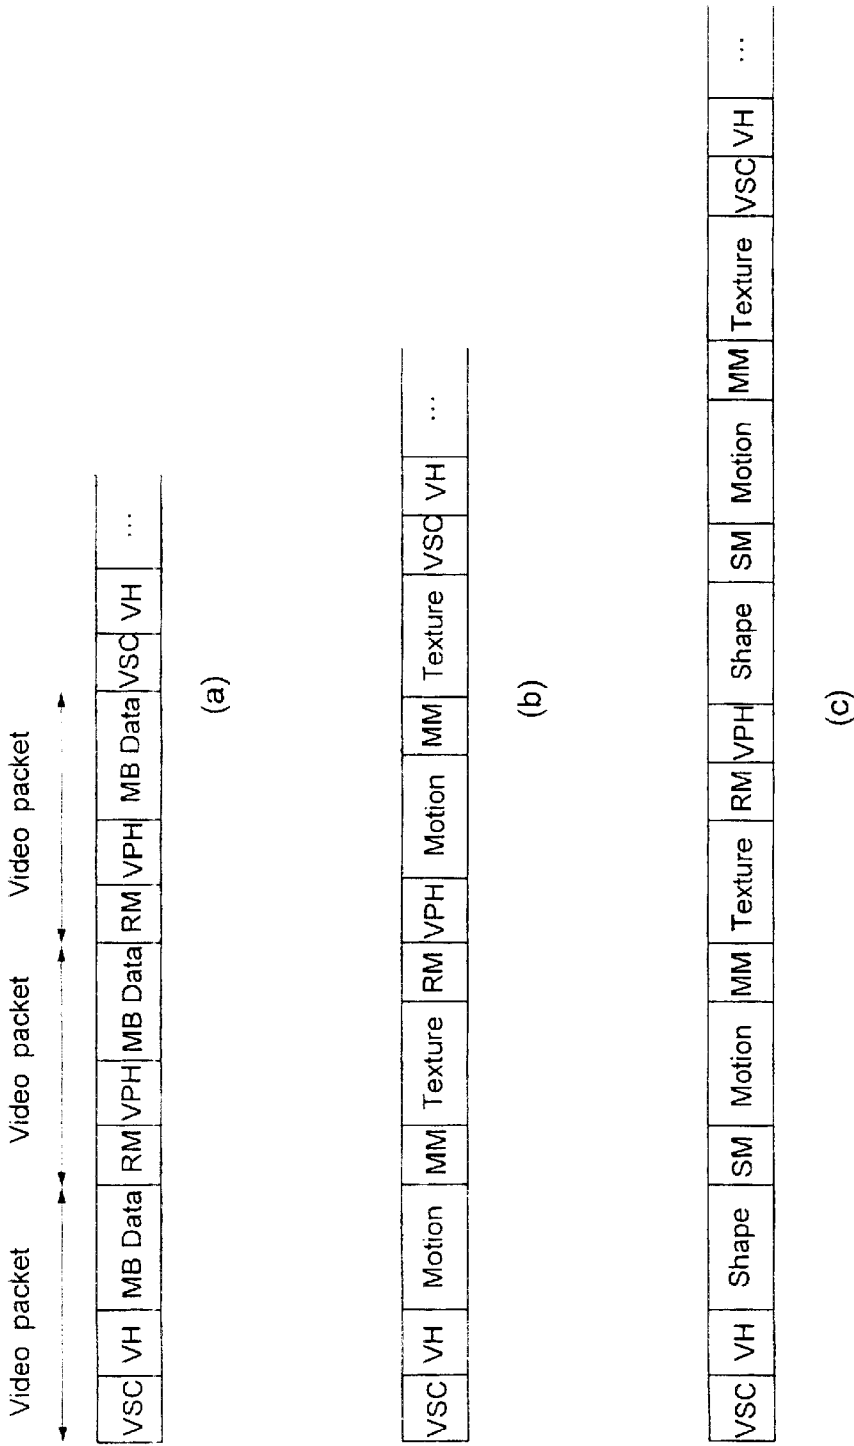 Video packet Video packet Video packet
VSC VH MB Data RM VPH MB Data RM VPH MB Data VSC VH ...
(a)
VSC VH Motion MM Texture RM VPH Motion MM Texture VSC VH ...
(b)
VSC VH Shape SM Motion MM Texture RM VPH Shape SM Motion MM Texture VSC VH ...
(c)